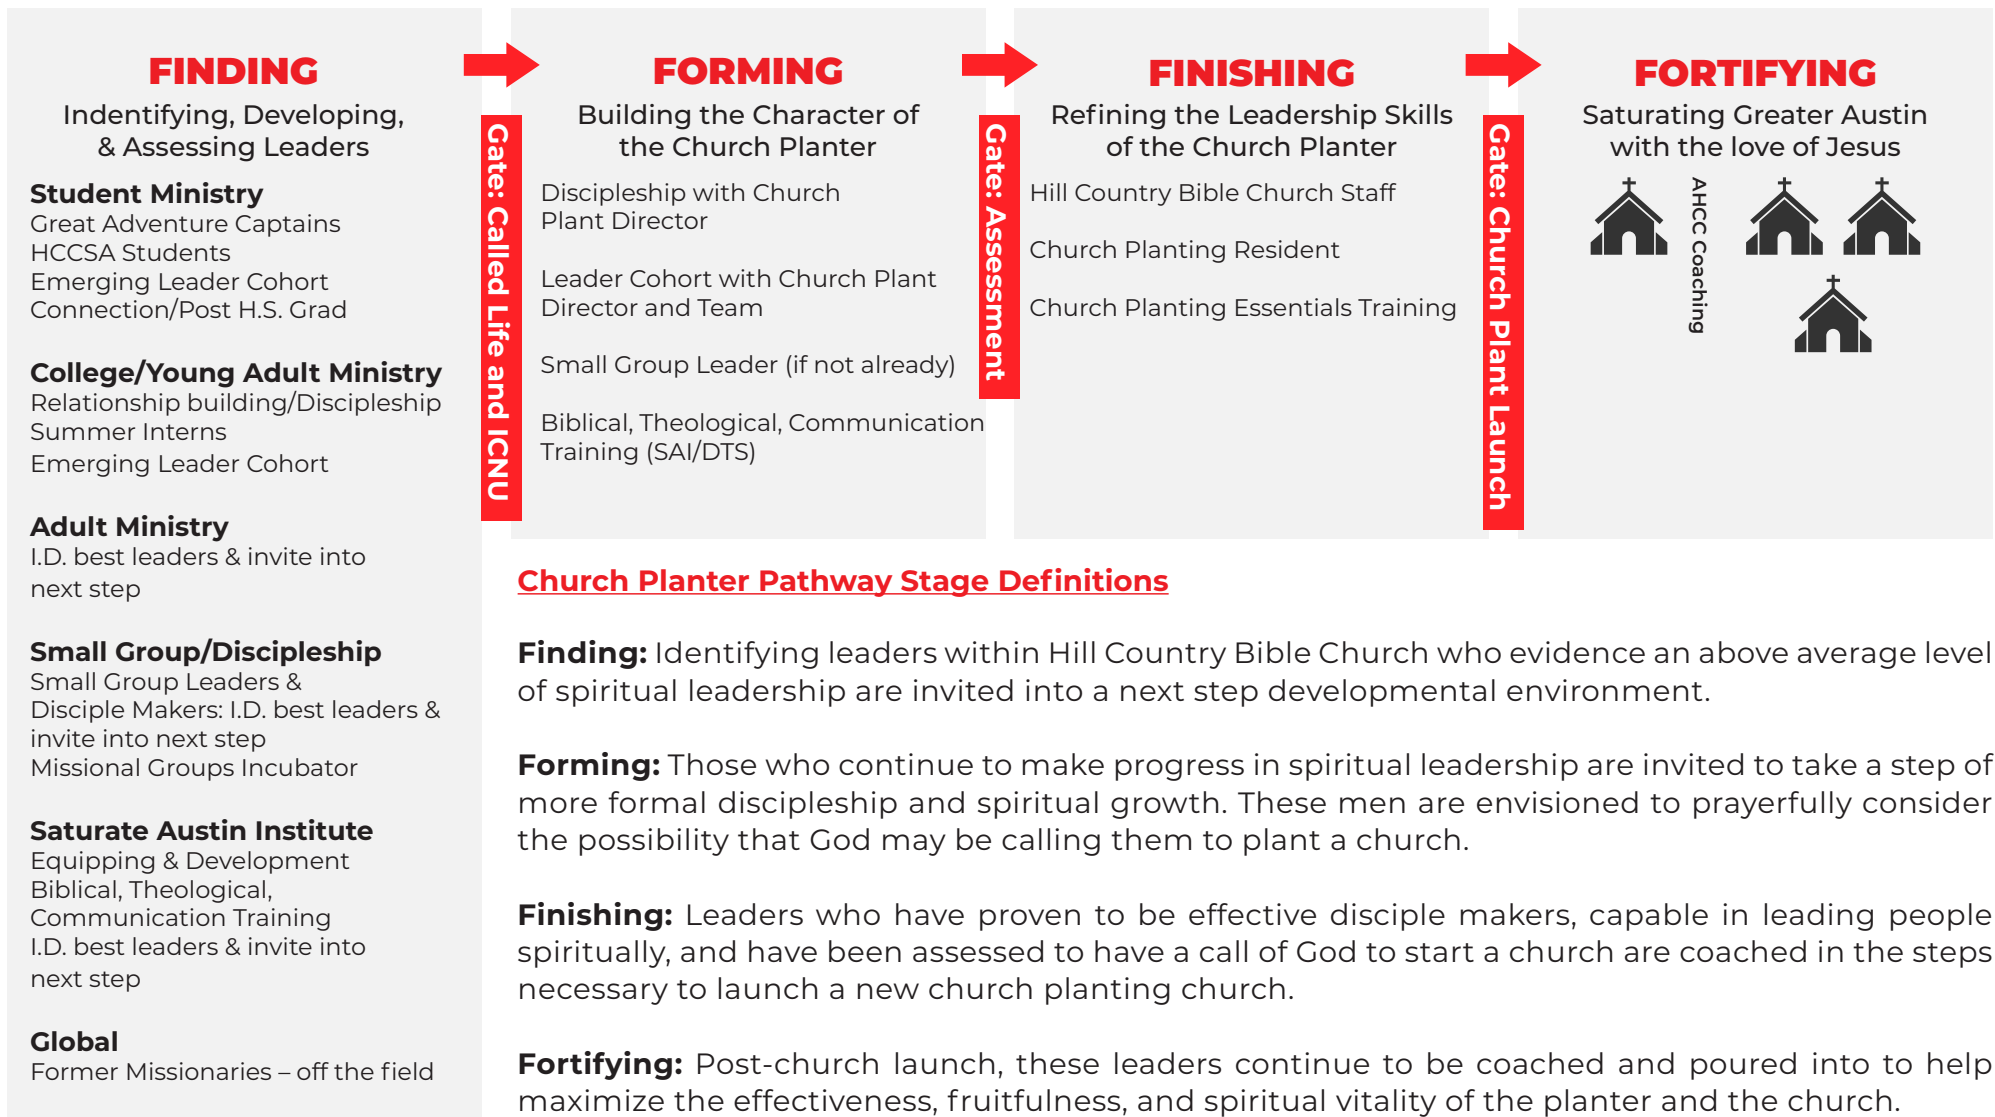 FINDING
Indentifying, Developing,
& Assessing Leaders
Student Ministry
Great Adventure Captains
HCCSA Students
Emerging Leader Cohort
Connection/Post H.S. Grad
College/Young Adult Ministry
Relationship building/Discipleship
Summer Interns
Emerging Leader Cohort
Adult Ministry
I.D. best leaders & invite into
next step
Small Group/Discipleship
Small Group Leaders &
Disciple Makers: I.D. best leaders &
invite into next step
Missional Groups Incubator
Saturate Austin Institute
Equipping & Development
Biblical, Theological,
Communication Training
I.D. best leaders & invite into
next step
Global
Former Missionaries – off the field
Gate: Called Life and ICNU
FORMING
Building the Character of
the Church Planter
Discipleship with Church
Plant Director
Leader Cohort with Church Plant
Director and Team
Small Group Leader (if not already)
Biblical, Theological, Communication
Training (SAI/DTS)
Gate: Assessment
FINISHING
Refining the Leadership Skills
of the Church Planter
Hill Country Bible Church Staff
Church Planting Resident
Church Planting Essentials Training
Gate: Church Plant Launch
FORTIFYING
Saturating Greater Austin
with the love of Jesus
AHCC Coaching
Church Planter Pathway Stage Definitions
Finding: Identifying leaders within Hill Country Bible Church who evidence an above average level
of spiritual leadership are invited into a next step developmental environment.
Forming: Those who continue to make progress in spiritual leadership are invited to take a step of
more formal discipleship and spiritual growth. These men are envisioned to prayerfully consider
the possibility that God may be calling them to plant a church.
Finishing: Leaders who have proven to be effective disciple makers, capable in leading people
spiritually, and have been assessed to have a call of God to start a church are coached in the steps
necessary to launch a new church planting church.
Fortifying: Post-church launch, these leaders continue to be coached and poured into to help
maximize the effectiveness, fruitfulness, and spiritual vitality of the planter and the church.